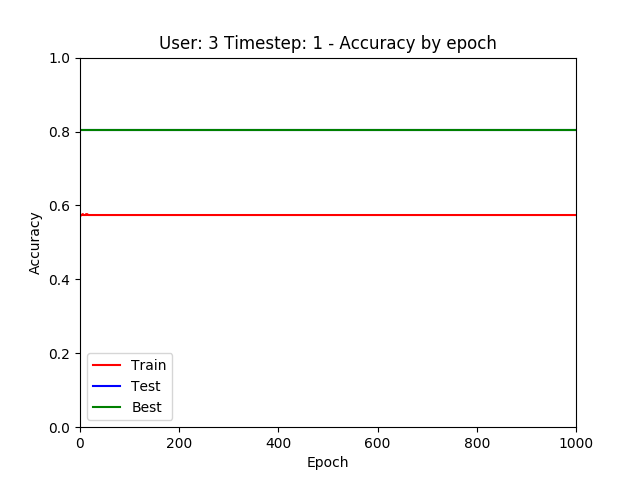 User: 3 Timestep: 1 - Accuracy by epoch
1.0
0.8
0.6
0.4
0.2
0.0
Accuracy
Train
Test
Best
0 200 400 600 800 1000
Epoch